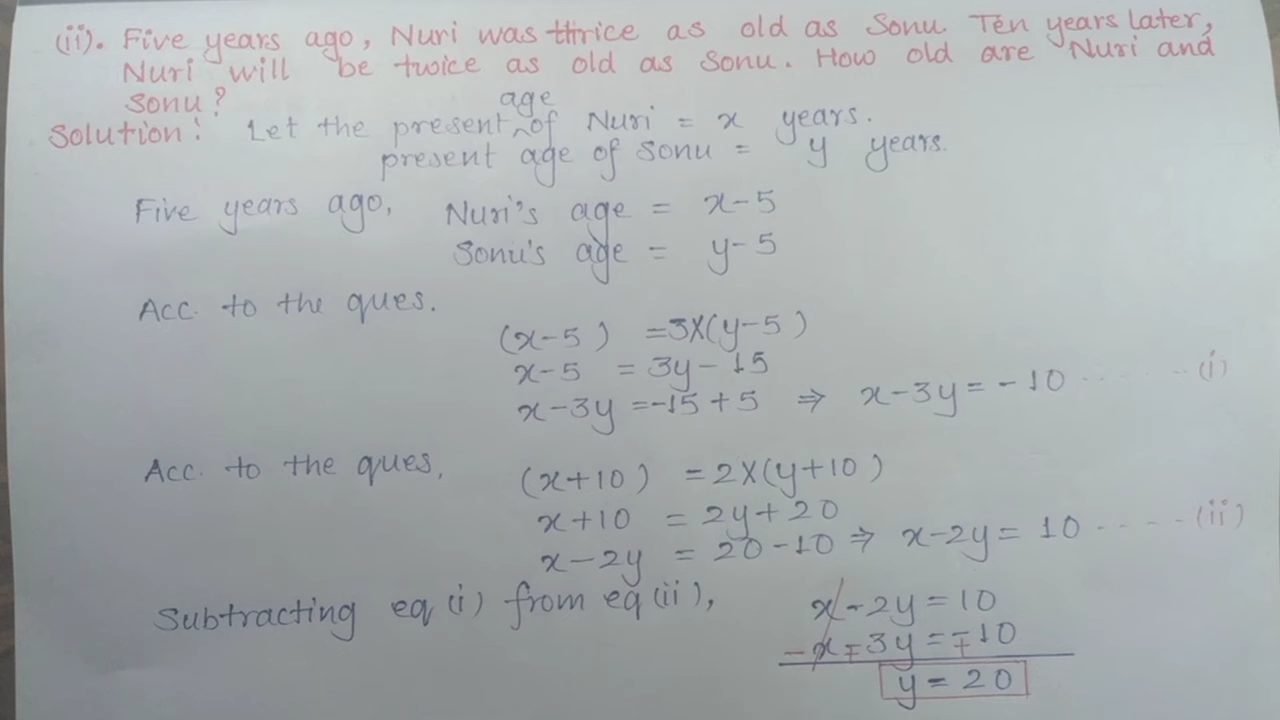 (ii). Five years ago, Nuri was thrice as old as Sonu. Ten years later,
Nuri will be twice as old as Sonu. How old are Nuri and
Sonu?
Solution: Let the present age of Nuri = x years.
present age of Sonu = y years.
Five years ago, Nuri's age = x-5
Sonu's age = y-5
Acc. to the ques.
(x-5) =3X(y-5)
x-5 = 3y-15
x-3y =-15+5 ⇒ x-3y = -10 ...... (i)
Acc. to the ques,
(x+10) = 2X(y+10)
x+10 = 2y+20
x-2y = 20-10 ⇒ x-2y = 10 ..... (ii)
Subtracting eq (i) from eq (ii),
x-2y = 10
-x∓3y = ∓10
y = 20